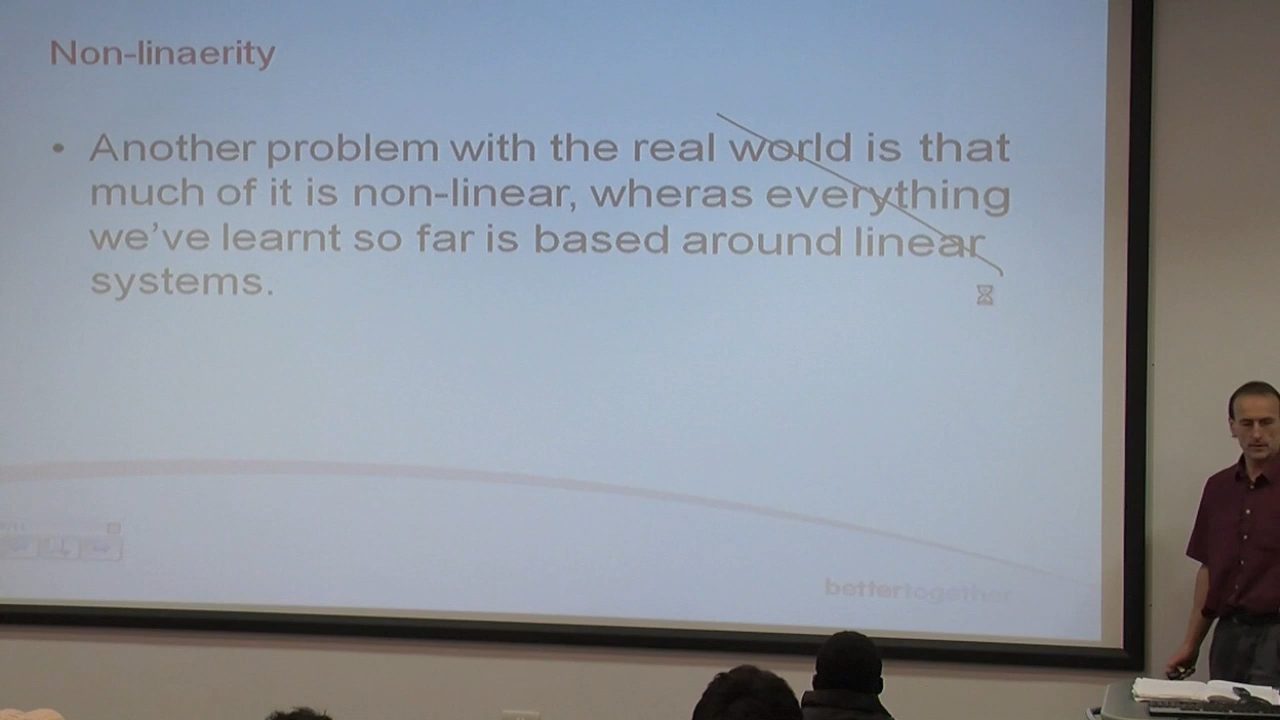 Non-linaerity
• Another problem with the real world is that
much of it is non-linear, wheras everything
we've learnt so far is based around linear
systems.
bettertogether